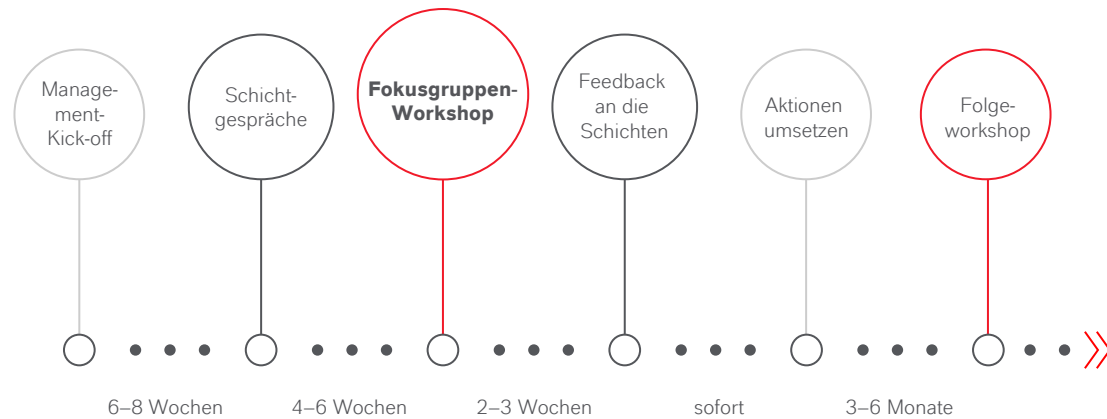 Manage-
ment-
Kick-off
Schicht-
gespräche
Fokusgruppen-
Workshop
Feedback
an die
Schichten
Aktionen
umsetzen
Folge-
workshop
6–8 Wochen
4–6 Wochen
2–3 Wochen
sofort
3–6 Monate